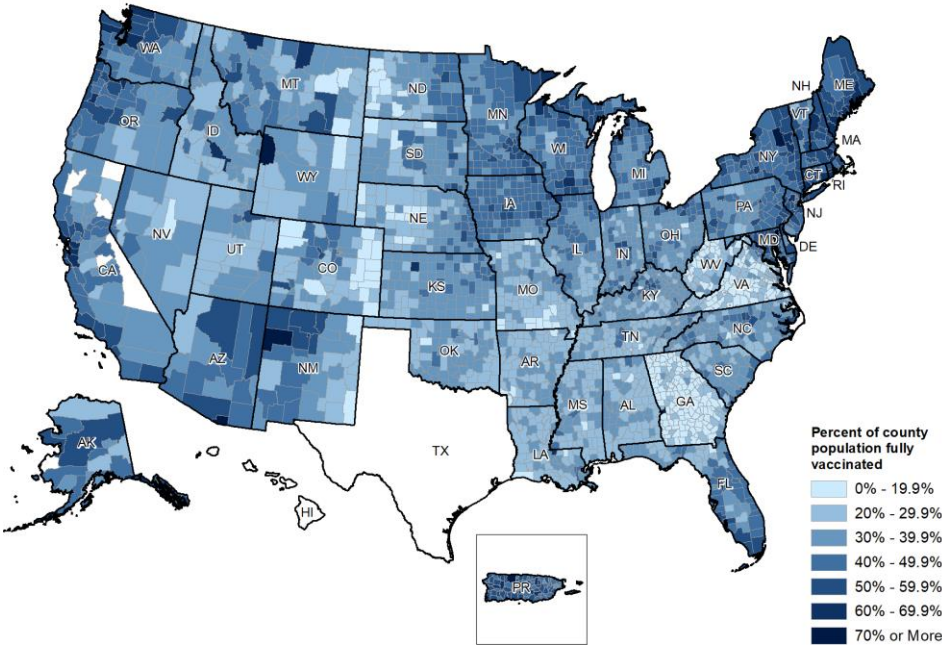 WA
MT
ND
MN
OR
ID
SD
WI
MI
WY
NE
IA
NV
UT
CO
CA
KS
MO
IL
IN
OH
PA
NY
VT
NH
ME
MA
CT
RI
NJ
DE
MD
WV
VA
KY
NC
TN
SC
AZ
NM
OK
AR
MS
AL
GA
LA
TX
FL
AK
HI
PR
Percent of county
population fully
vaccinated
0% - 19.9%
20% - 29.9%
30% - 39.9%
40% - 49.9%
50% - 59.9%
60% - 69.9%
70% or More